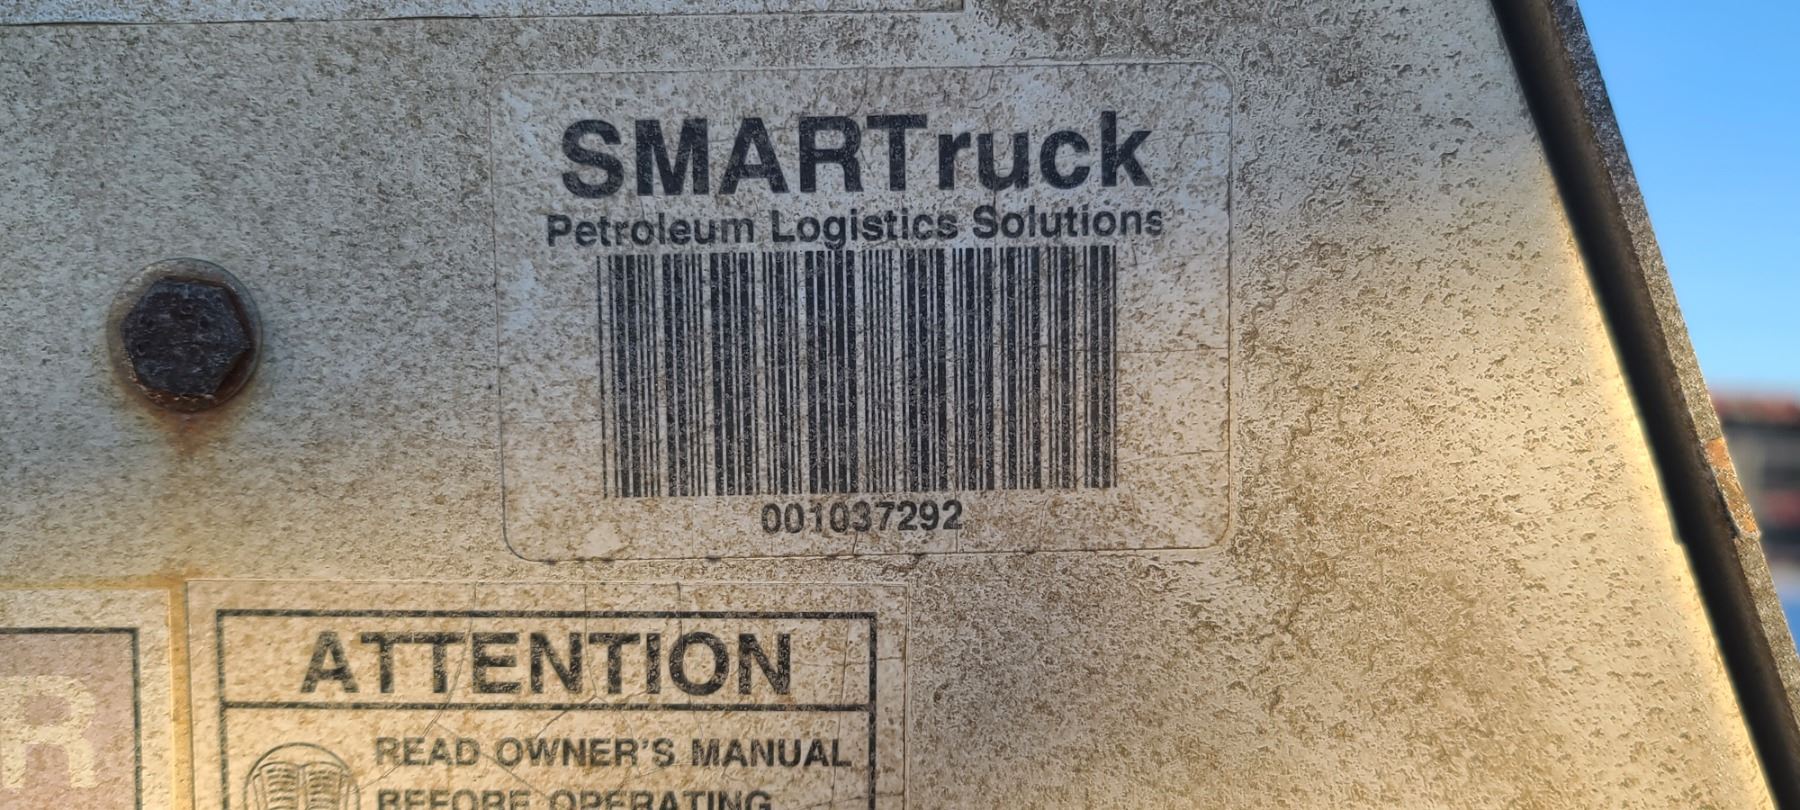 SMARTruck
Petroleum Logistics Solutions
001037292
ATTENTION
READ OWNER'S MANUAL
BEFORE OPERATING
R